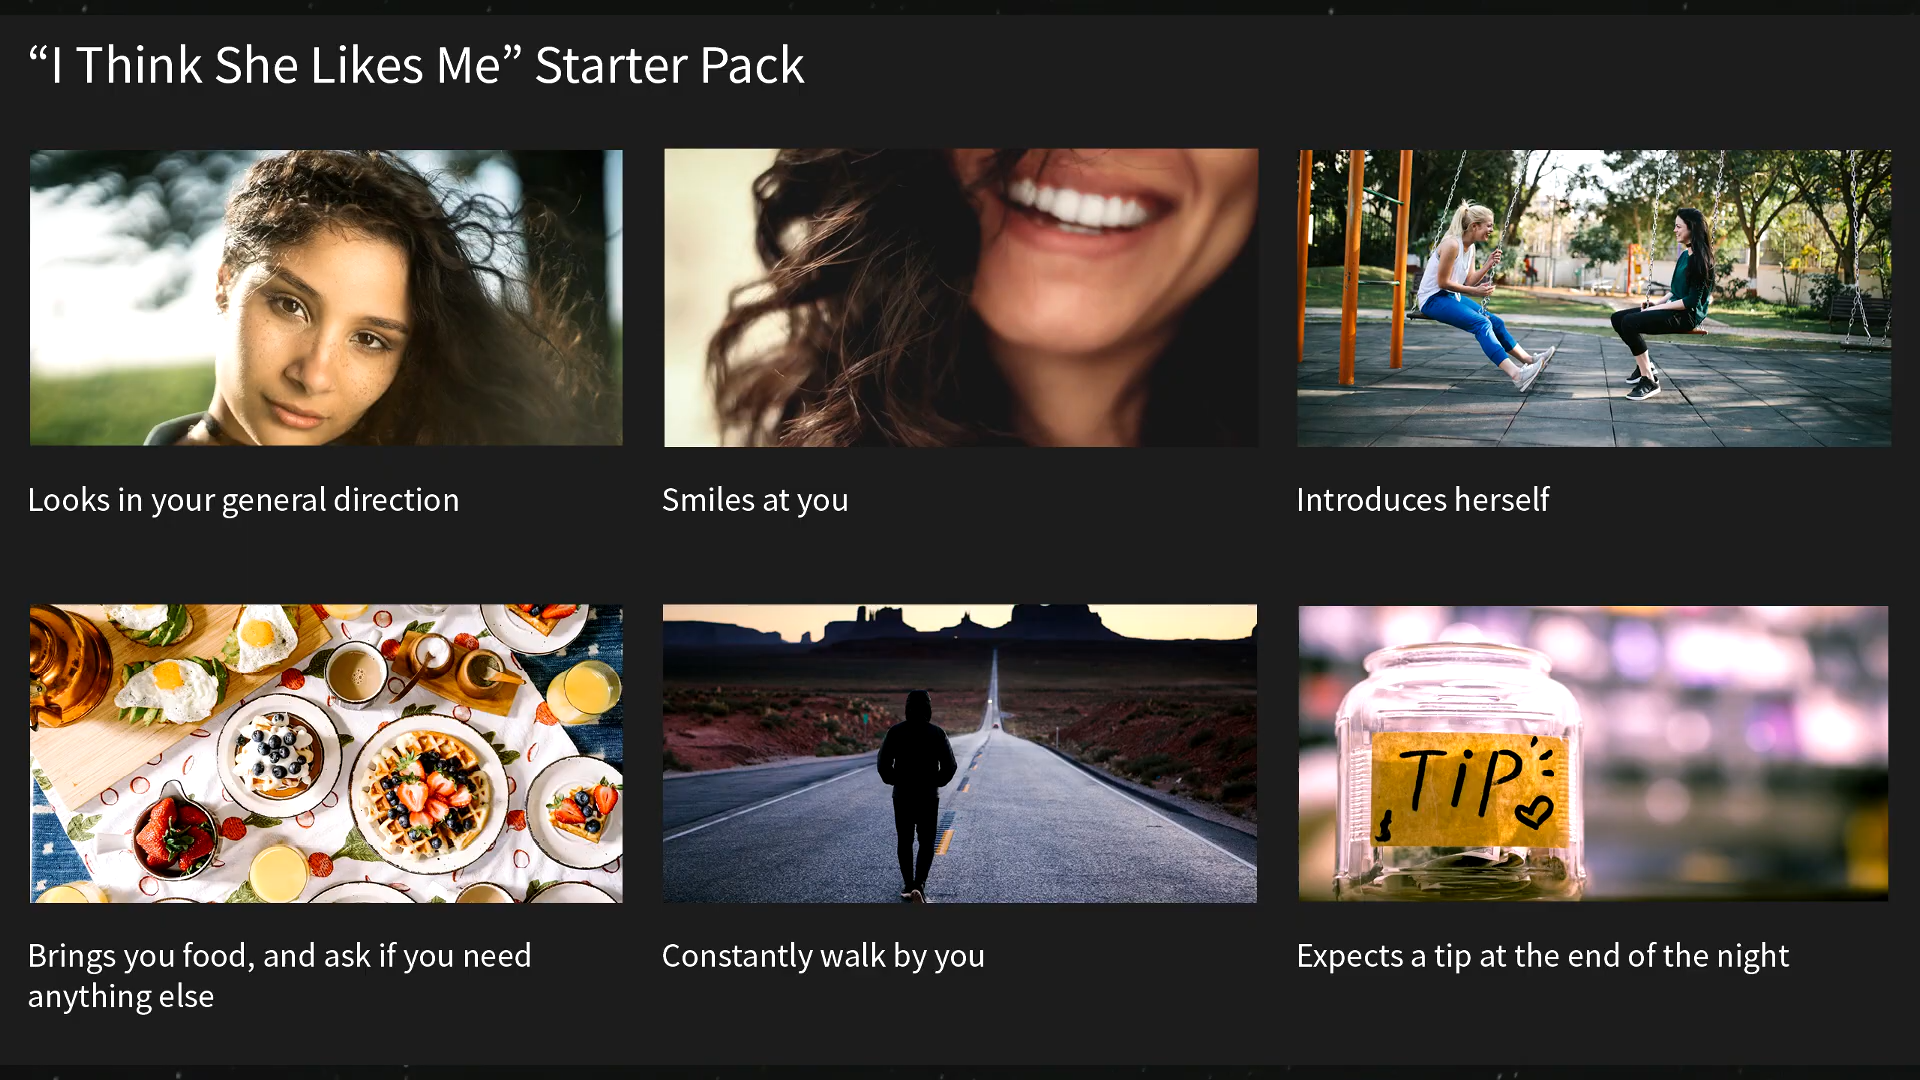 “I Think She Likes Me” Starter Pack
Looks in your general direction
Smiles at you
Introduces herself
Brings you food, and ask if you need
anything else
Constantly walk by you
TiP
Expects a tip at the end of the night